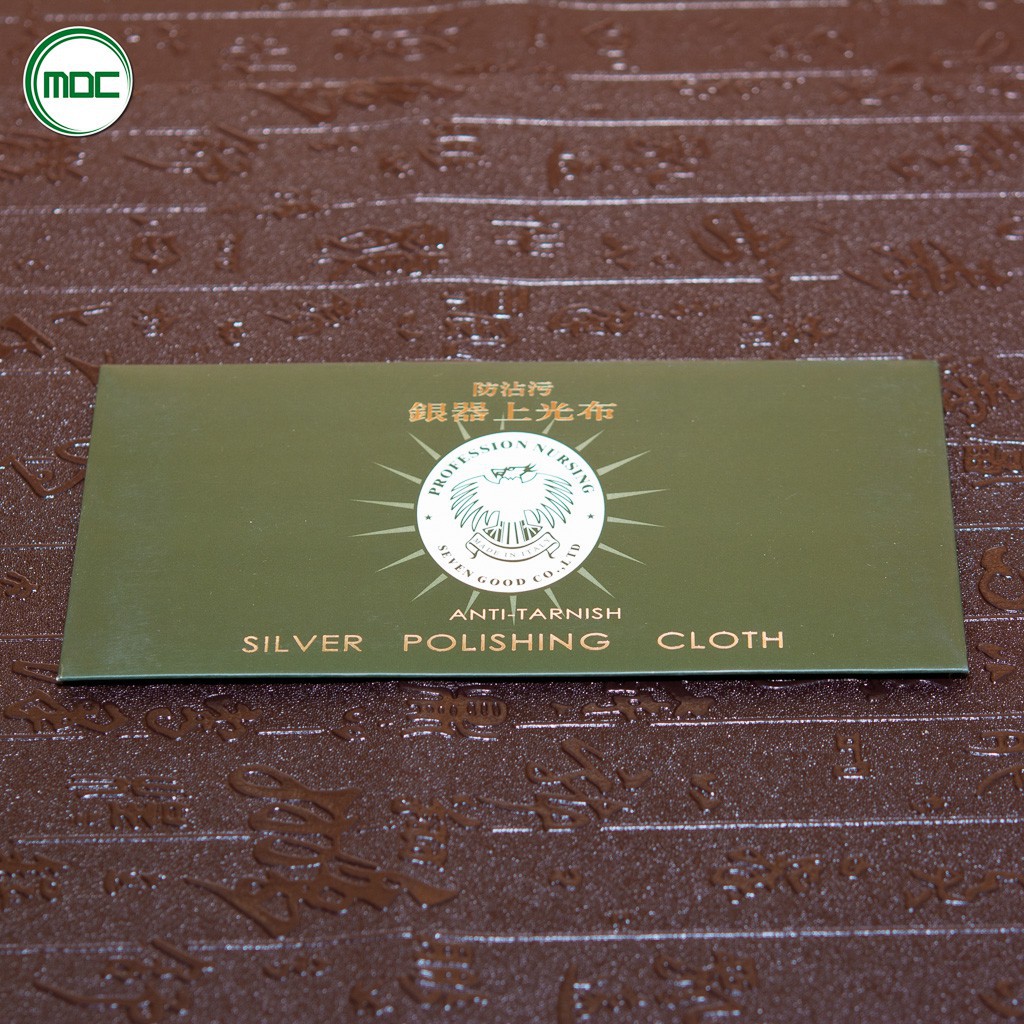 MDC
防沾污
銀器上光布
PROFESSION NURSING
MADE IN ITALY
SEVEN GOOD CO.,LTD
ANTI-TARNISH
SILVER POLISHING CLOTH